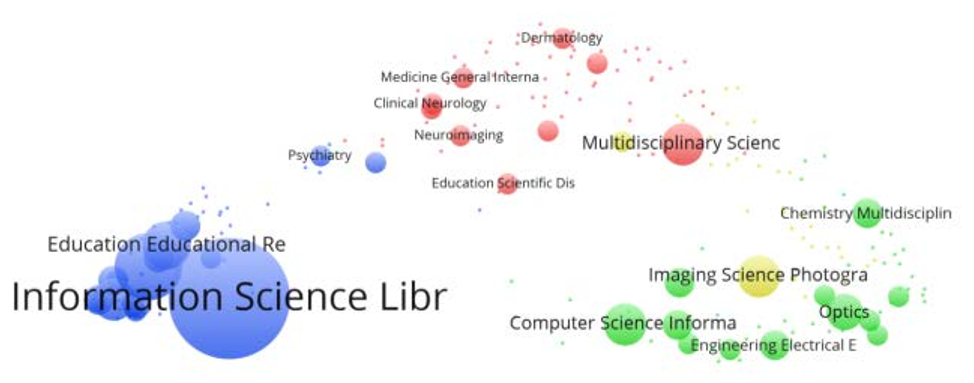 Dermatology
Medicine General Interna
Clinical Neurology
Neuroimaging
Multidisciplinary Scienc
Psychiatry
Education Scientific Dis
Chemistry Multidisciplin
Education Educational Re
Imaging Science Photogra
Information Science Libr
Optics
Computer Science Informa
Engineering Electrical E